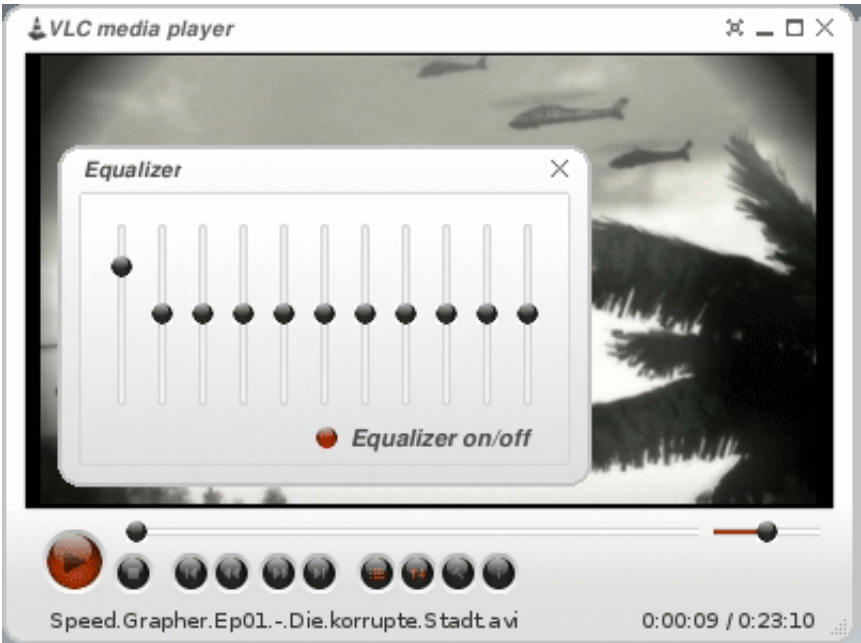 VLC media player
Equalizer
Equalizer on/off
Speed.Grapher.Ep01.-.Die.korrupte.Stadt.avi
0:00:09 / 0:23:10